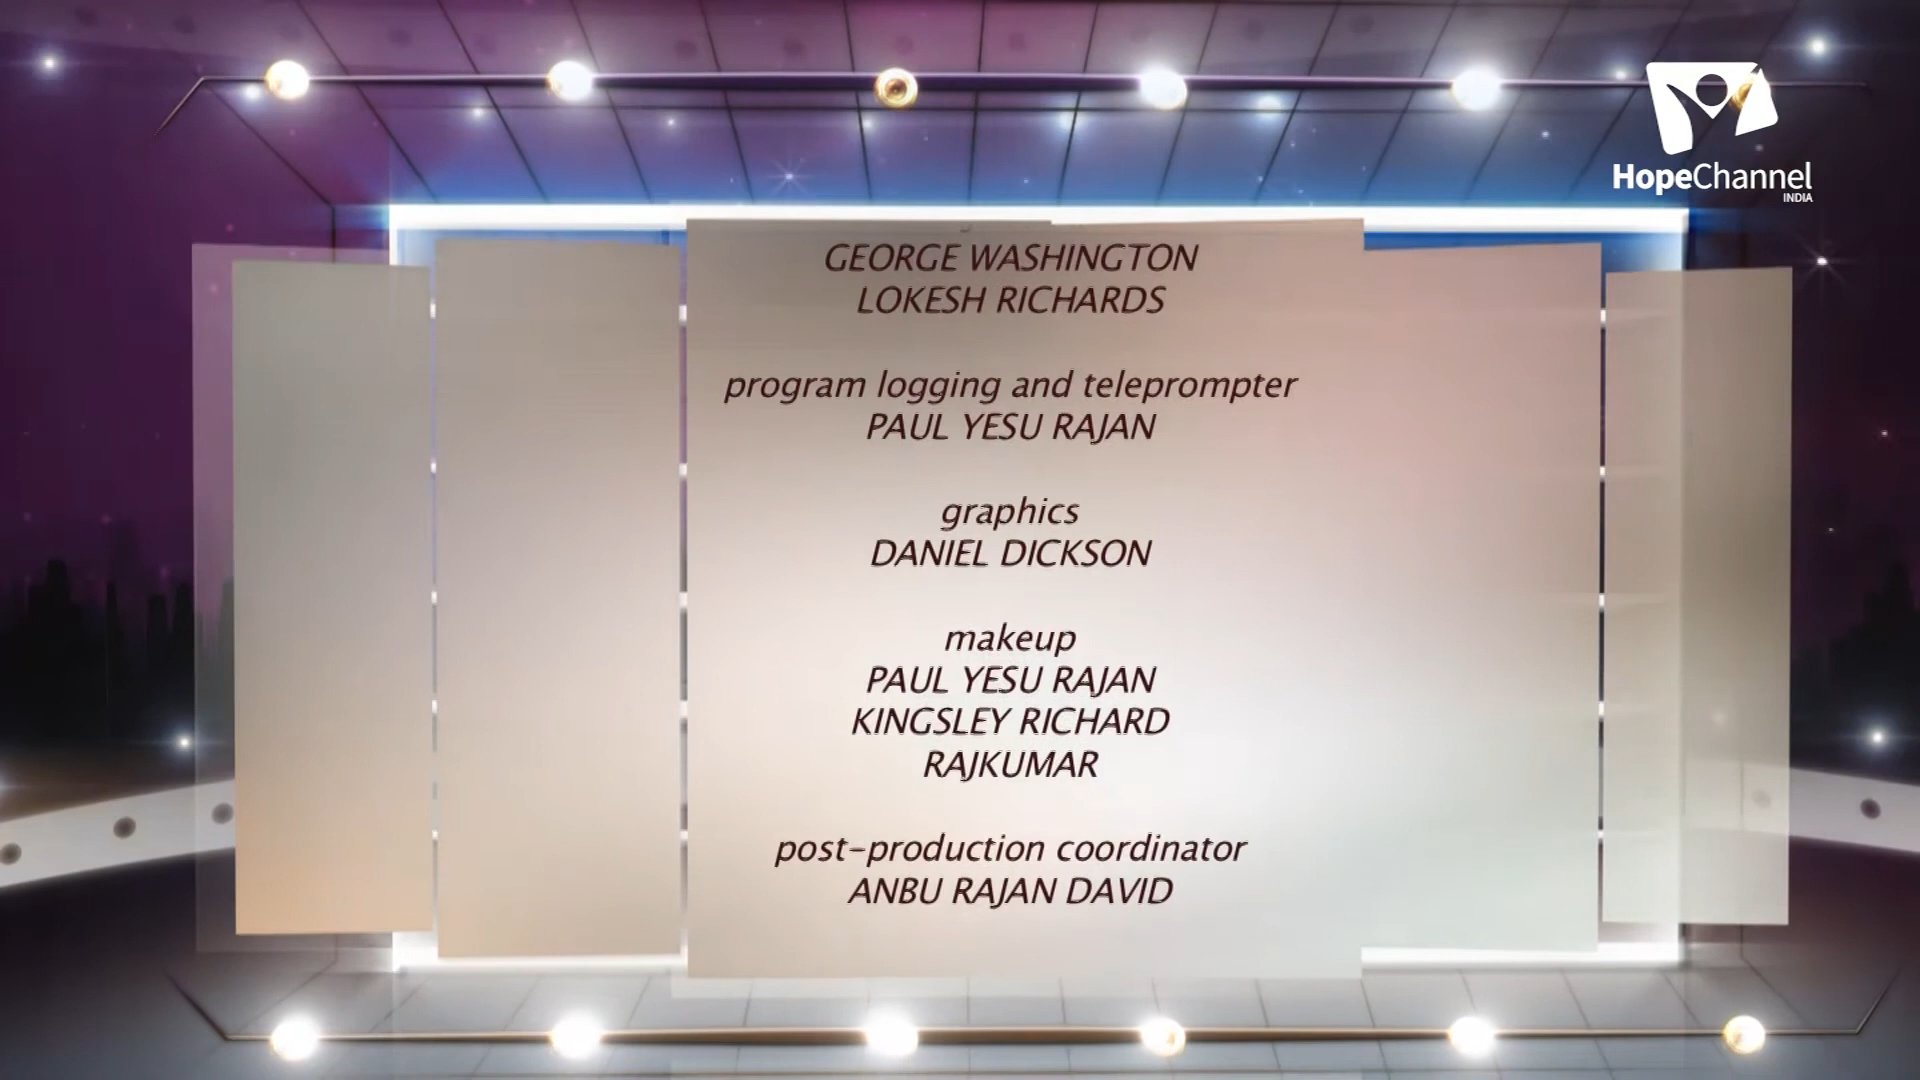 HopeChannel
INDIA
GEORGE WASHINGTON
LOKESH RICHARDS
program logging and teleprompter
PAUL YESU RAJAN
graphics
DANIEL DICKSON
makeup
PAUL YESU RAJAN
KINGSLEY RICHARD
RAJKUMAR
post-production coordinator
ANBU RAJAN DAVID